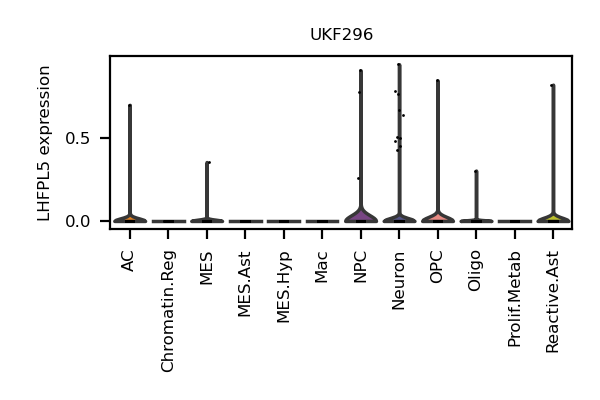 UKF296
LHFPL5 expression
0.5
0.0
AC
Chromatin.Reg
MES
MES.Ast
MES.Hyp
Mac
NPC
Neuron
OPC
Oligo
Prolif.Metab
Reactive.Ast